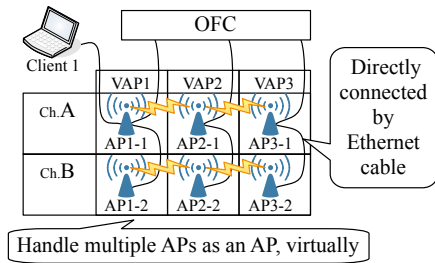 OFC
Client 1
VAP1 VAP2 VAP3
Ch.A
AP1-1 AP2-1 AP3-1
Ch.B
AP1-2 AP2-2 AP3-2
Directly
connected
by
Ethernet
cable
Handle multiple APs as an AP, virtually